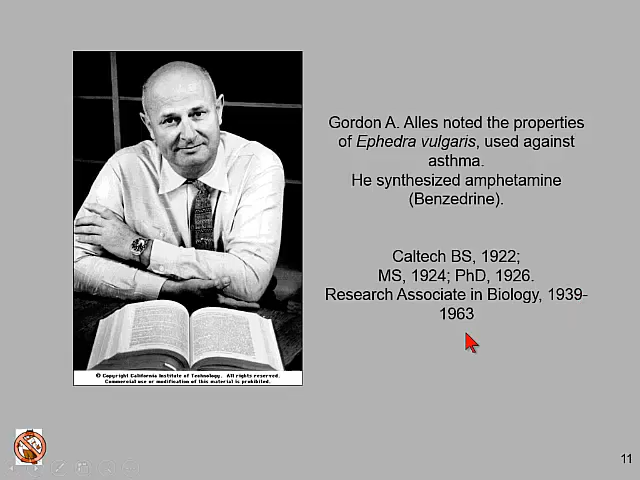 Gordon A. Alles noted the properties
of Ephedra vulgaris, used against
asthma.
He synthesized amphetamine
(Benzedrine).
Caltech BS, 1922;
MS, 1924; PhD, 1926.
Research Associate in Biology, 1939-
1963
© Copyright California Institute of Technology. All rights reserved.
Commercial use or modification of this material is prohibited.
11